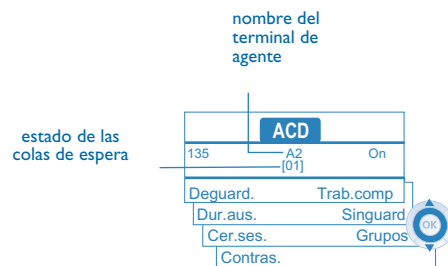 nombre del
terminal de
agente
estado de las
colas de espera
ACD
135 A2 On
[01]
Deguard. Trab.comp
Dur.aus. Singuard
Cer.ses. Grupos
Contras.
OK